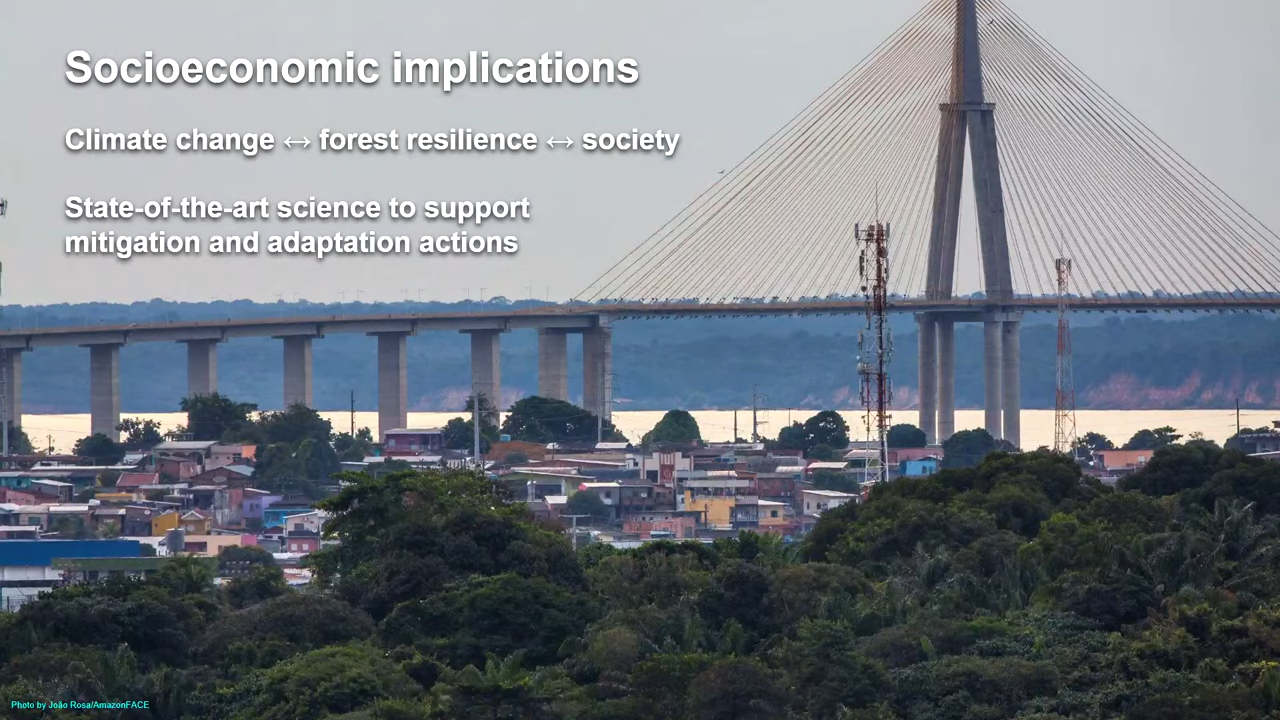 Socioeconomic implications
Climate change ↔ forest resilience ↔ society
State-of-the-art science to support
mitigation and adaptation actions
Photo by João Rosa/AmazonFACE